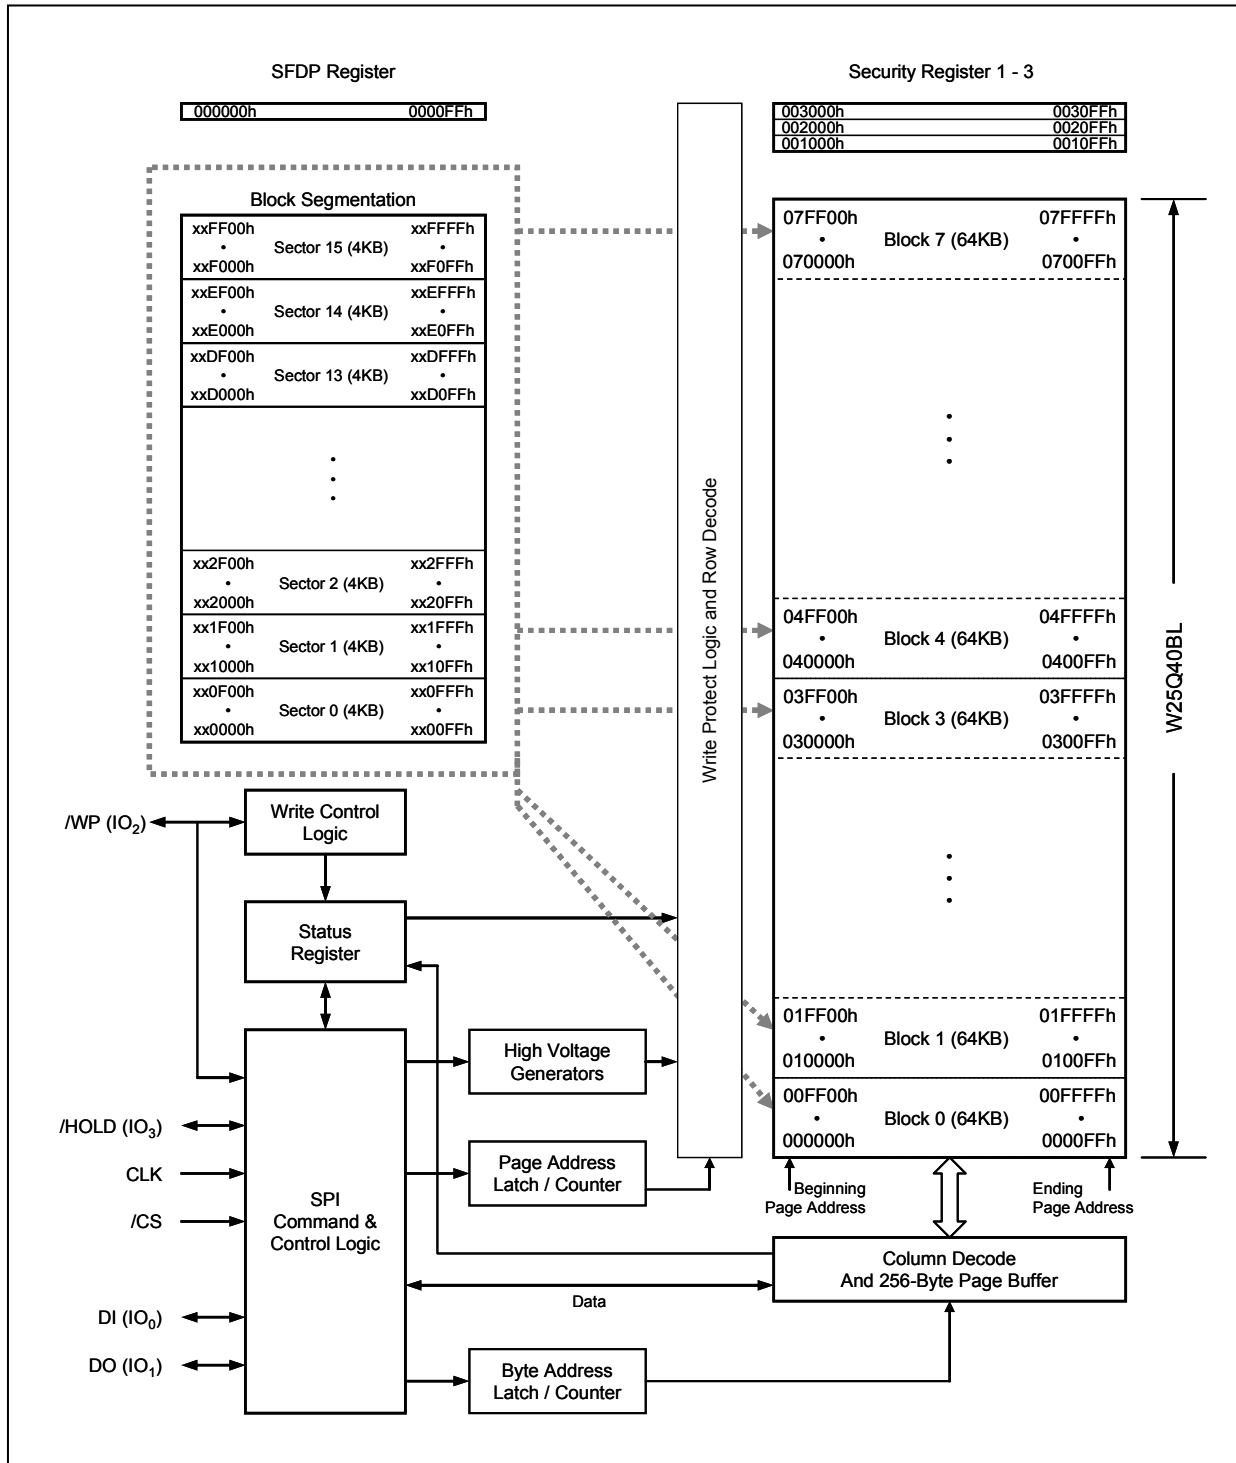 SFDP Register
000000h 0000FFh
Security Register 1 - 3
003000h 0030FFh
002000h 0020FFh
001000h 0010FFh
Block Segmentation
xxFF00h xxFFFFh
• Sector 15 (4KB) •
xxF000h xxF0FFh
xxEF00h xxEFFFh
• Sector 14 (4KB) •
xxE000h xxE0FFh
xxDF00h xxDFFFh
• Sector 13 (4KB) •
xxD000h xxD0FFh
xx2F00h xx2FFFh
• Sector 2 (4KB) •
xx2000h xx20FFh
xx1F00h xx1FFFh
• Sector 1 (4KB) •
xx1000h xx10FFh
xx0F00h xx0FFFh
• Sector 0 (4KB) •
xx0000h xx00FFh
Write Protect Logic and Row Decode
07FF00h 07FFFFh
• Block 7 (64KB) •
070000h 0700FFh
04FF00h 04FFFFh
• Block 4 (64KB) •
040000h 0400FFh
03FF00h 03FFFFh
• Block 3 (64KB) •
030000h 0300FFh
01FF00h 01FFFFh
• Block 1 (64KB) •
010000h 0100FFh
00FF00h 00FFFFh
• Block 0 (64KB) •
000000h 0000FFh
W25Q40BL
Beginning
Page Address
Ending
Page Address
/WP (IO2)
Write Control
Logic
Status
Register
High Voltage
Generators
/HOLD (IO3)
CLK
/CS
DI (IO0)
DO (IO1)
SPI
Command &
Control Logic
Page Address
Latch / Counter
Column Decode
And 256-Byte Page Buffer
Data
Byte Address
Latch / Counter